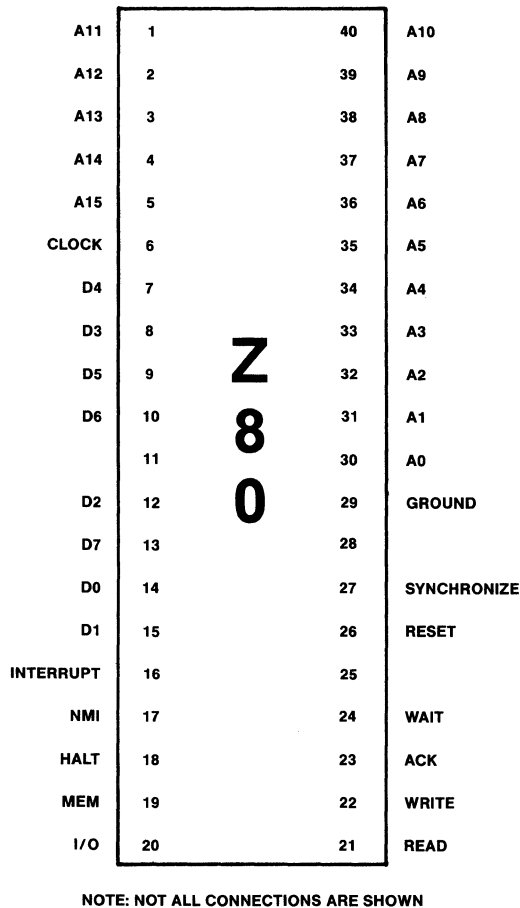 A11 1 40 A10
A12 2 39 A9
A13 3 38 A8
A14 4 37 A7
A15 5 36 A6
CLOCK 6 35 A5
D4 7 34 A4
D3 8 33 A3
D5 9 32 A2
D6 10 31 A1
11 30 A0
D2 12 29 GROUND
D7 13 28
D0 14 27 SYNCHRONIZE
D1 15 26 RESET
INTERRUPT 16 25
NMI 17 24 WAIT
HALT 18 23 ACK
MEM 19 22 WRITE
I/O 20 21 READ
Z
8
0
NOTE: NOT ALL CONNECTIONS ARE SHOWN